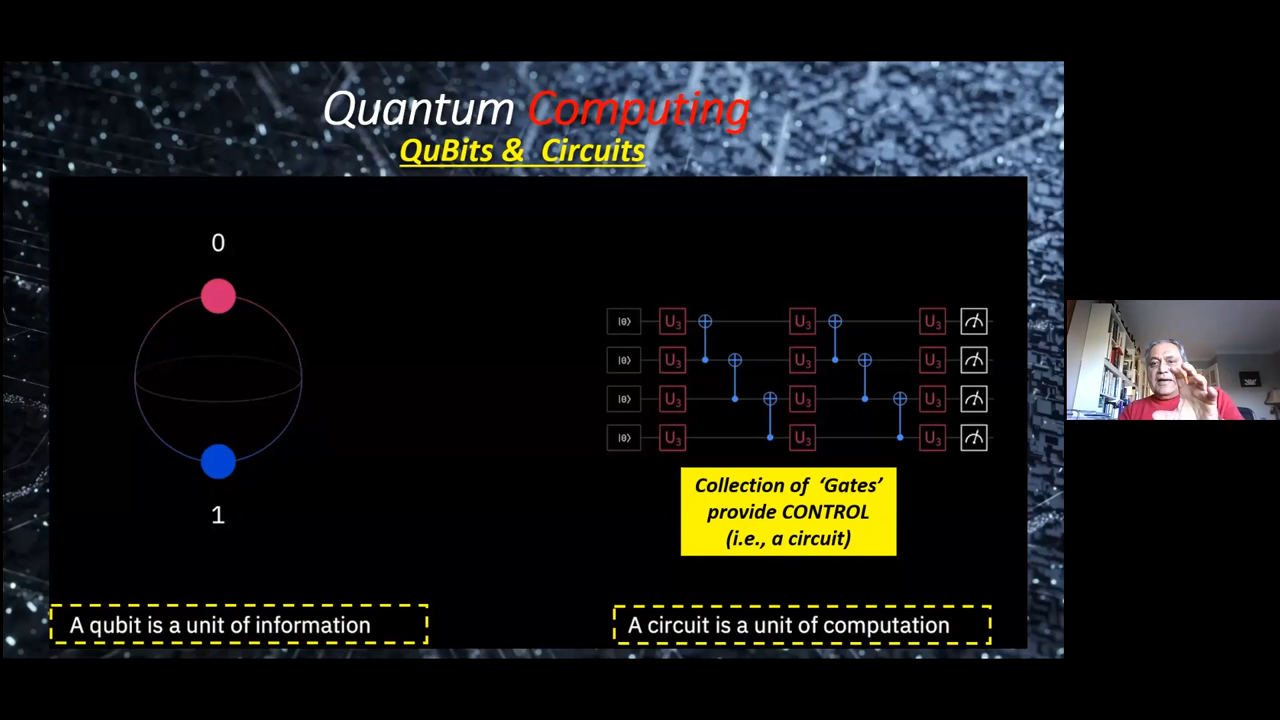 Quantum Computing
QuBits & Circuits
0
1
|0⟩ U₃ U₃ U₃
|0⟩ U₃ U₃ U₃
|0⟩ U₃ U₃ U₃
|0⟩ U₃ U₃ U₃
Collection of ‘Gates’
provide CONTROL
(i.e., a circuit)
A qubit is a unit of information
A circuit is a unit of computation